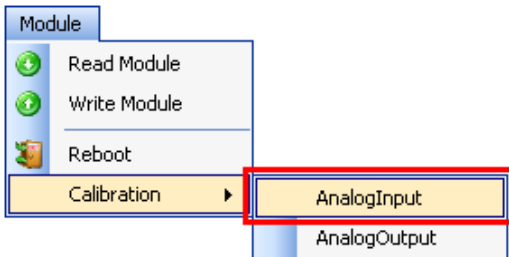 Module
Read Module
Write Module
Reboot
Calibration
AnalogInput
AnalogOutput